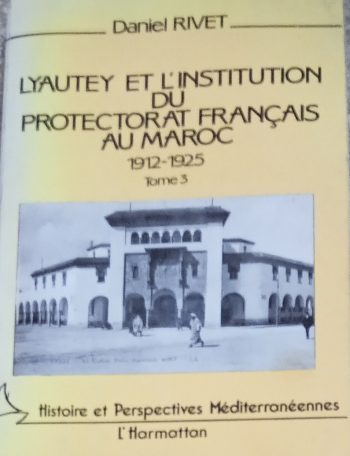 Daniel RIVET
LYAUTEY ET L'INSTITUTION
DU
PROTECTORAT FRANÇAIS
AU MAROC
1912-1925
Tome 3
Histoire et Perspectives Méditerranéennes
l'Harmattan